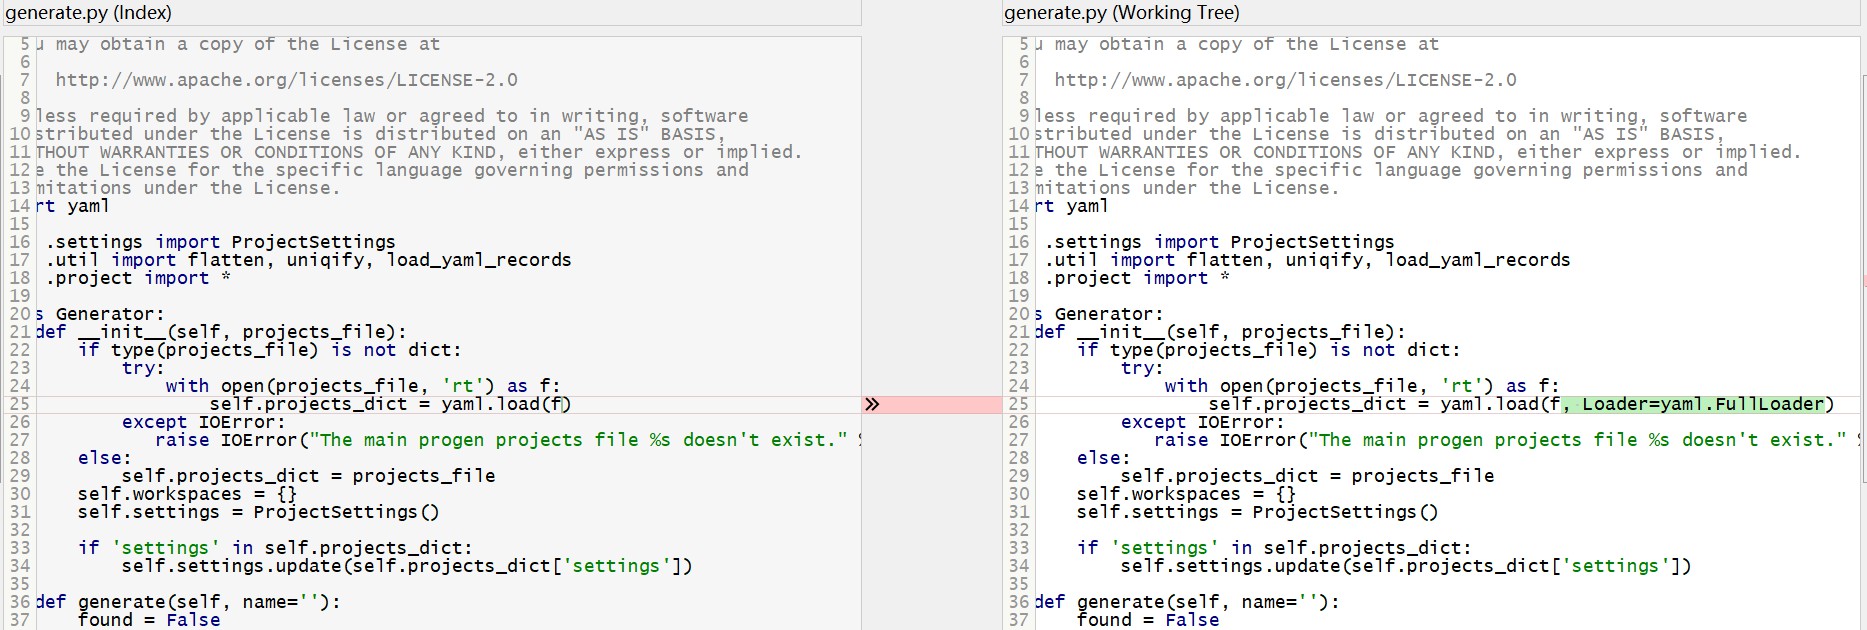 generate.py (Index)
5 u may obtain a copy of the License at
6
7 http://www.apache.org/licenses/LICENSE-2.0
8
9 less required by applicable law or agreed to in writing, software
10 stributed under the License is distributed on an "AS IS" BASIS,
11 THOUT WARRANTIES OR CONDITIONS OF ANY KIND, either express or implied.
12 e the License for the specific language governing permissions and
13 mitations under the License.
14 rt yaml
15
16 .settings import ProjectSettings
17 .util import flatten, uniqify, load_yaml_records
18 .project import *
19
20 s Generator:
21 def __init__(self, projects_file):
22 if type(projects_file) is not dict:
23 try:
24 with open(projects_file, 'rt') as f:
25 self.projects_dict = yaml.load(f)
26 except IOError:
27 raise IOError("The main progen projects file %s doesn't exist." %
28 else:
29 self.projects_dict = projects_file
30 self.workspaces = {}
31 self.settings = ProjectSettings()
32
33 if 'settings' in self.projects_dict:
34 self.settings.update(self.projects_dict['settings'])
35
36 def generate(self, name=''):
37 found = False
»
generate.py (Working Tree)
5 u may obtain a copy of the License at
6
7 http://www.apache.org/licenses/LICENSE-2.0
8
9 less required by applicable law or agreed to in writing, software
10 stributed under the License is distributed on an "AS IS" BASIS,
11 THOUT WARRANTIES OR CONDITIONS OF ANY KIND, either express or implied.
12 e the License for the specific language governing permissions and
13 mitations under the License.
14 rt yaml
15
16 .settings import ProjectSettings
17 .util import flatten, uniqify, load_yaml_records
18 .project import *
19
20 s Generator:
21 def __init__(self, projects_file):
22 if type(projects_file) is not dict:
23 try:
24 with open(projects_file, 'rt') as f:
25 self.projects_dict = yaml.load(f, Loader=yaml.FullLoader)
26 except IOError:
27 raise IOError("The main progen projects file %s doesn't exist." %
28 else:
29 self.projects_dict = projects_file
30 self.workspaces = {}
31 self.settings = ProjectSettings()
32
33 if 'settings' in self.projects_dict:
34 self.settings.update(self.projects_dict['settings'])
35
36 def generate(self, name=''):
37 found = False